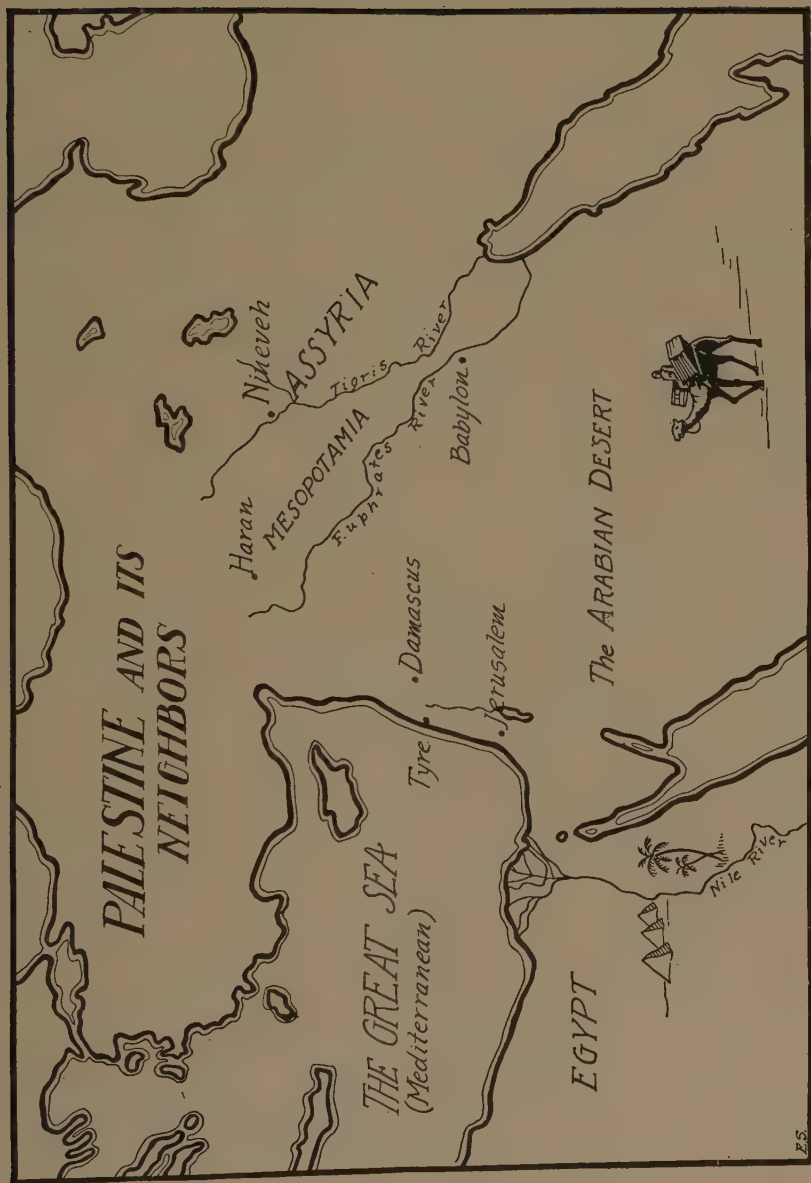 PALESTINE AND ITS
NEIGHBORS
Haran
Nineveh
ASSYRIA
MESOPOTAMIA
Tigris River
Euphrates River
Babylon
Damascus
Tyre
Jerusalem
THE GREAT SEA
(Mediterranean)
The ARABIAN DESERT
EGYPT
Nile River
P.S.